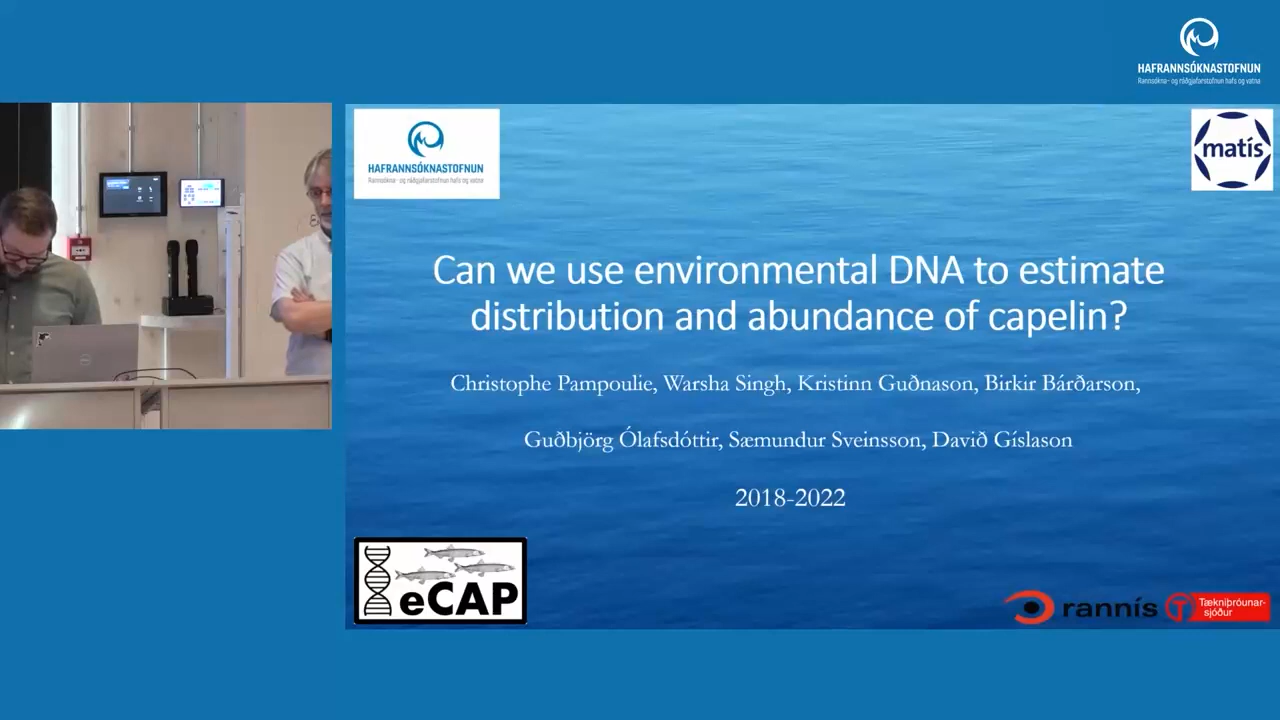 HAFRANNSÓKNASTOFNUN
Rannsókna- og ráðgjafarstofnun hafs og vatna
HAFRANNSÓKNASTOFNUN
Rannsókna- og ráðgjafarstofnun hafs og vatna
matís
Can we use environmental DNA to estimate
distribution and abundance of capelin?
Christophe Pampoulie, Warsha Singh, Kristinn Guðnason, Birkir Bárðarson,
Guðbjörg Ólafsdóttir, Sæmundur Sveinsson, Davið Gíslason
2018-2022
eCAP
rannís
Tækniþróunar-
sjóður